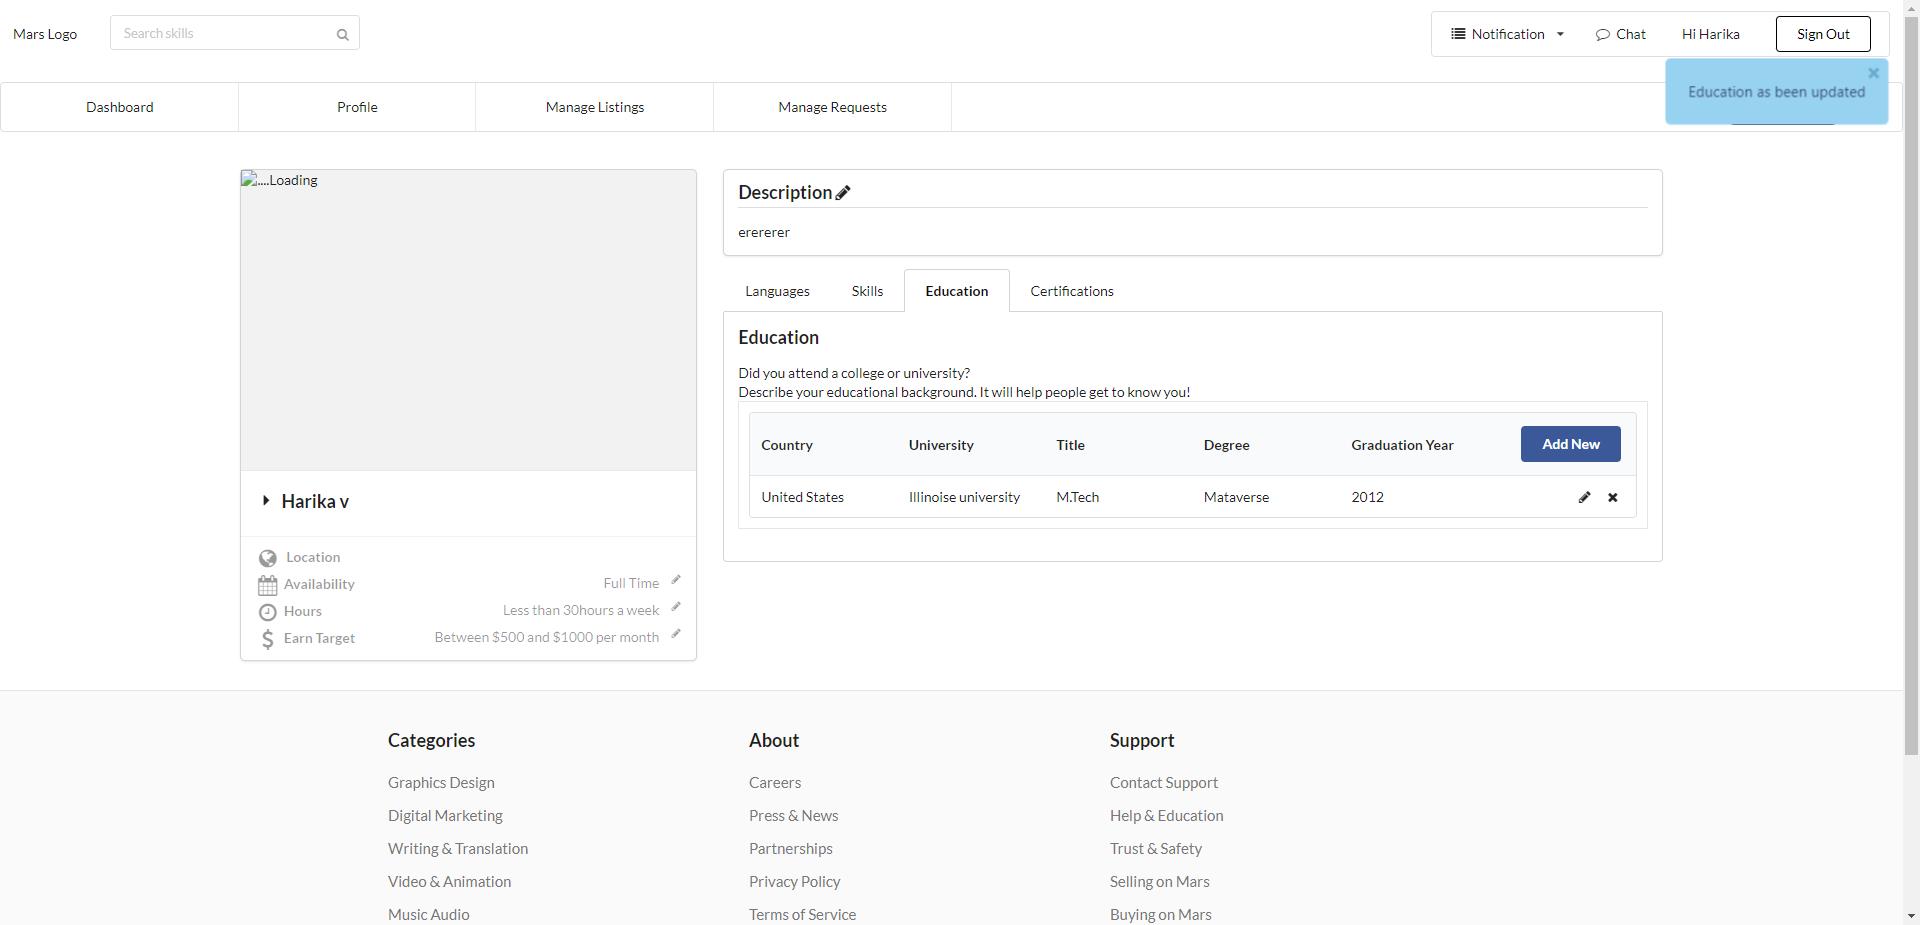 Mars Logo
Search skills
Notification
Chat
Hi Harika
Sign Out
Education as been updated
Dashboard
Profile
Manage Listings
Manage Requests
....Loading
Harika v
Location
Availability
Full Time
Hours
Less than 30hours a week
Earn Target
Between $500 and $1000 per month
Description
erererer
Languages
Skills
Education
Certifications
Education
Did you attend a college or university?
Describe your educational background. It will help people get to know you!
Country University Title Degree Graduation Year Add New
United States Illinoise university M.Tech Mataverse 2012
Categories
Graphics Design
Digital Marketing
Writing & Translation
Video & Animation
Music Audio
About
Careers
Press & News
Partnerships
Privacy Policy
Terms of Service
Support
Contact Support
Help & Education
Trust & Safety
Selling on Mars
Buying on Mars